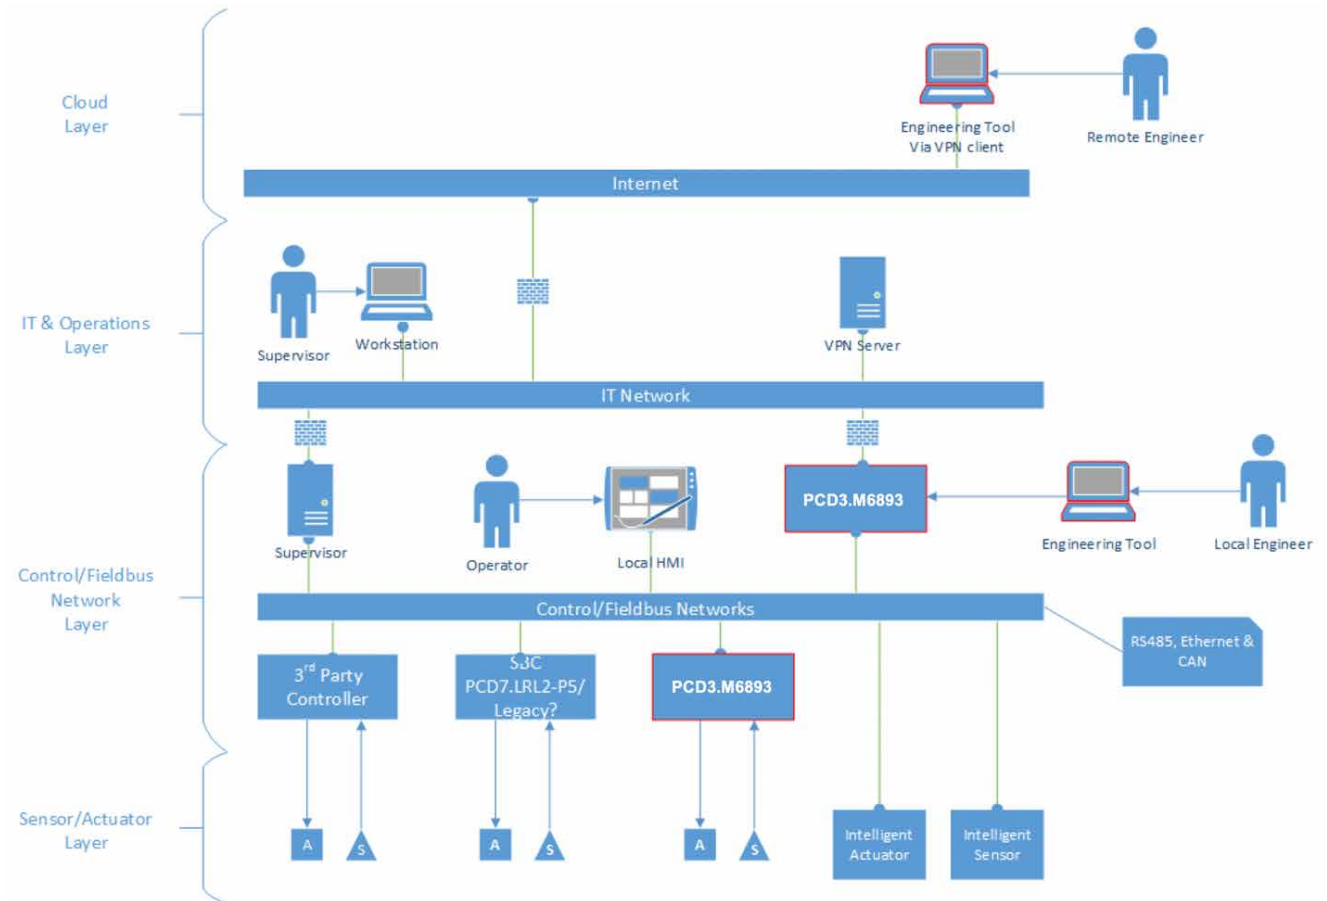 Cloud
Layer
Engineering Tool
Via VPN client
Remote Engineer
Internet
IT & Operations
Layer
Supervisor
Workstation
VPN Server
IT Network
Control/Fieldbus
Network
Layer
Supervisor
Operator
Local HMI
PCD3.M6893
Engineering Tool
Local Engineer
Control/Fieldbus Networks
RS485, Ethernet &
CAN
3rd Party
Controller
SBC
PCD7.LRL2-P5/
Legacy?
PCD3.M6893
Sensor/Actuator
Layer
A
S
A
S
A
S
Intelligent
Actuator
Intelligent
Sensor